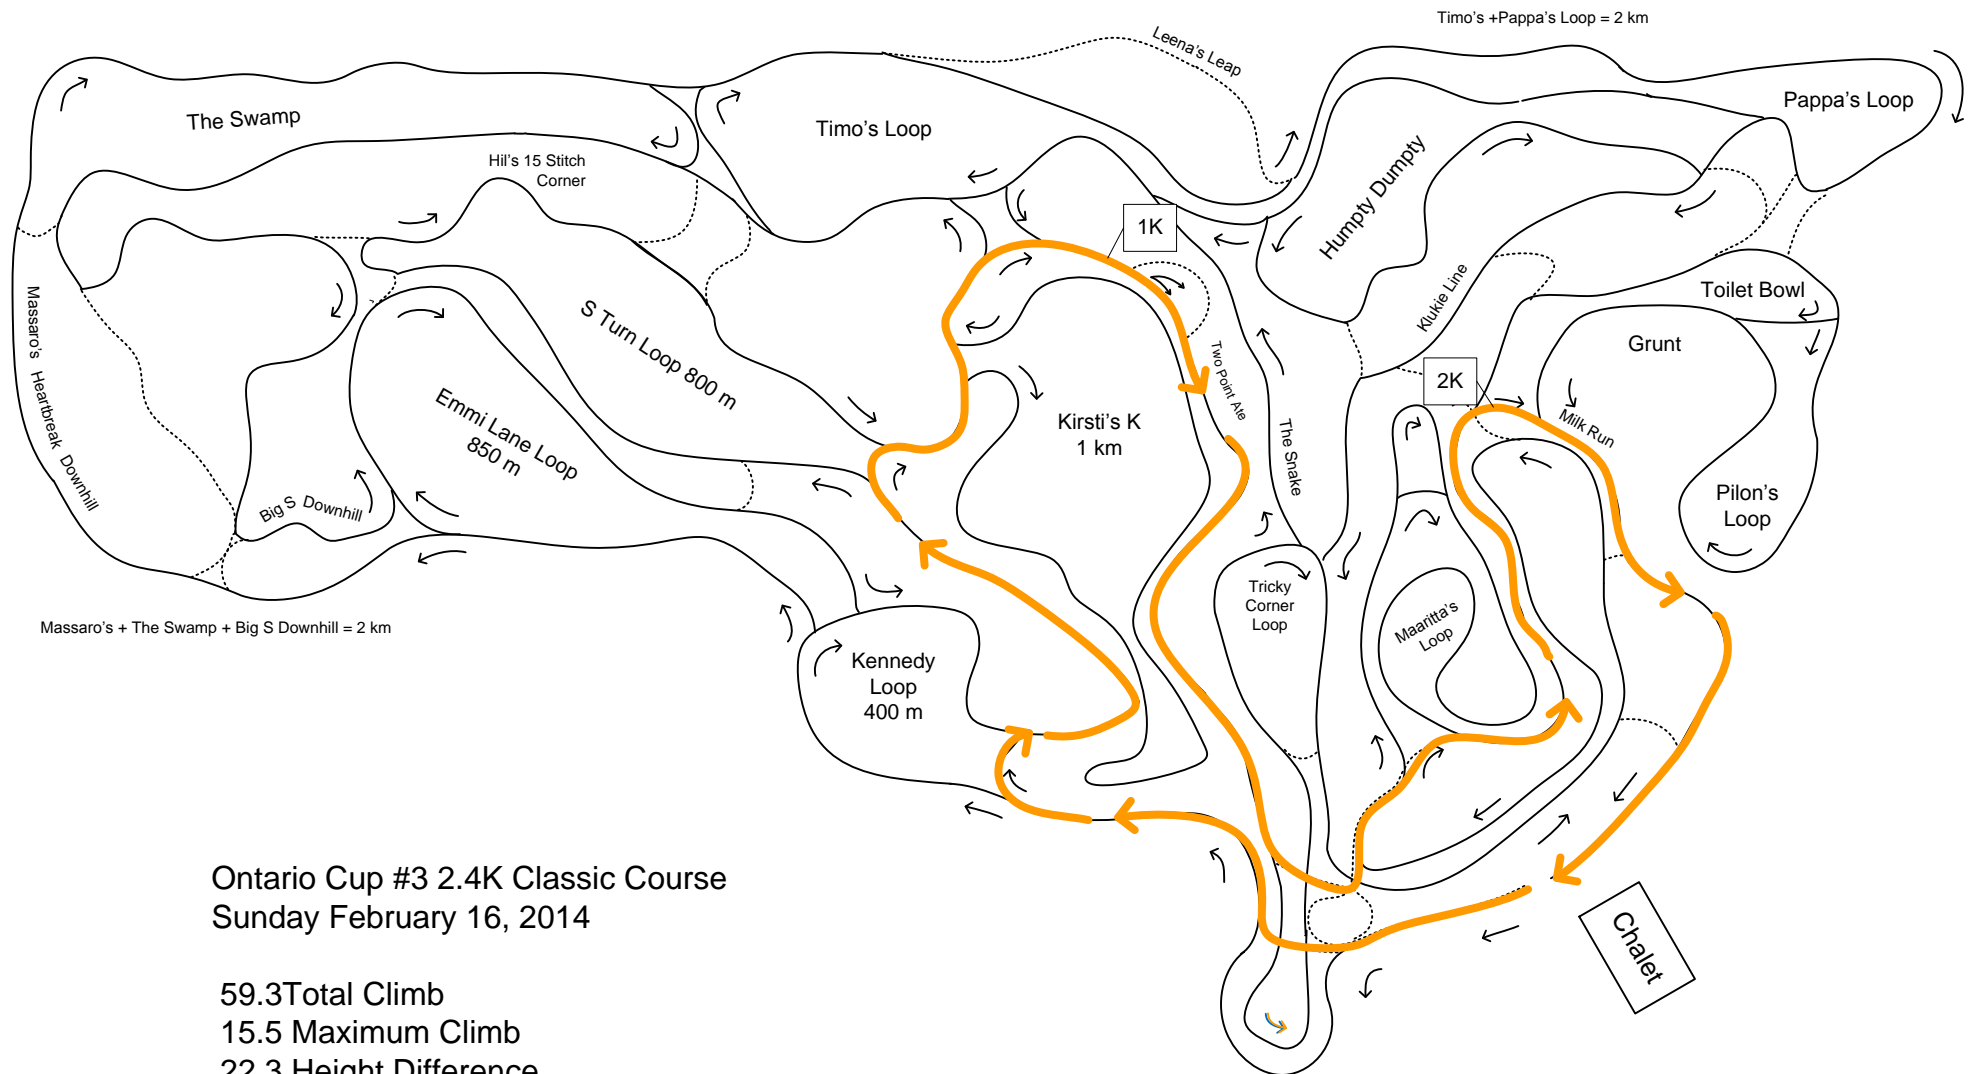 Timo's +Pappa's Loop = 2 km
Leena's Leap
The Swamp
Timo's Loop
Pappa's Loop
Hil's 15 Stitch
Corner
Humpty Dumpty
1K
Massaro's Heartbreak Downhill
S Turn Loop 800 m
Two Point Ate
Klukie Line
Toilet Bowl
Grunt
2K
Milk Run
Emmi Lane Loop
850 m
Kirsti's K
1 km
The Snake
Pilon's
Loop
Big S Downhill
Tricky
Corner
Loop
Maaritta's
Loop
Massaro's + The Swamp + Big S Downhill = 2 km
Kennedy
Loop
400 m
Chalet
Ontario Cup #3 2.4K Classic Course
Sunday February 16, 2014
59.3Total Climb
15.5 Maximum Climb
22.3 Height Difference